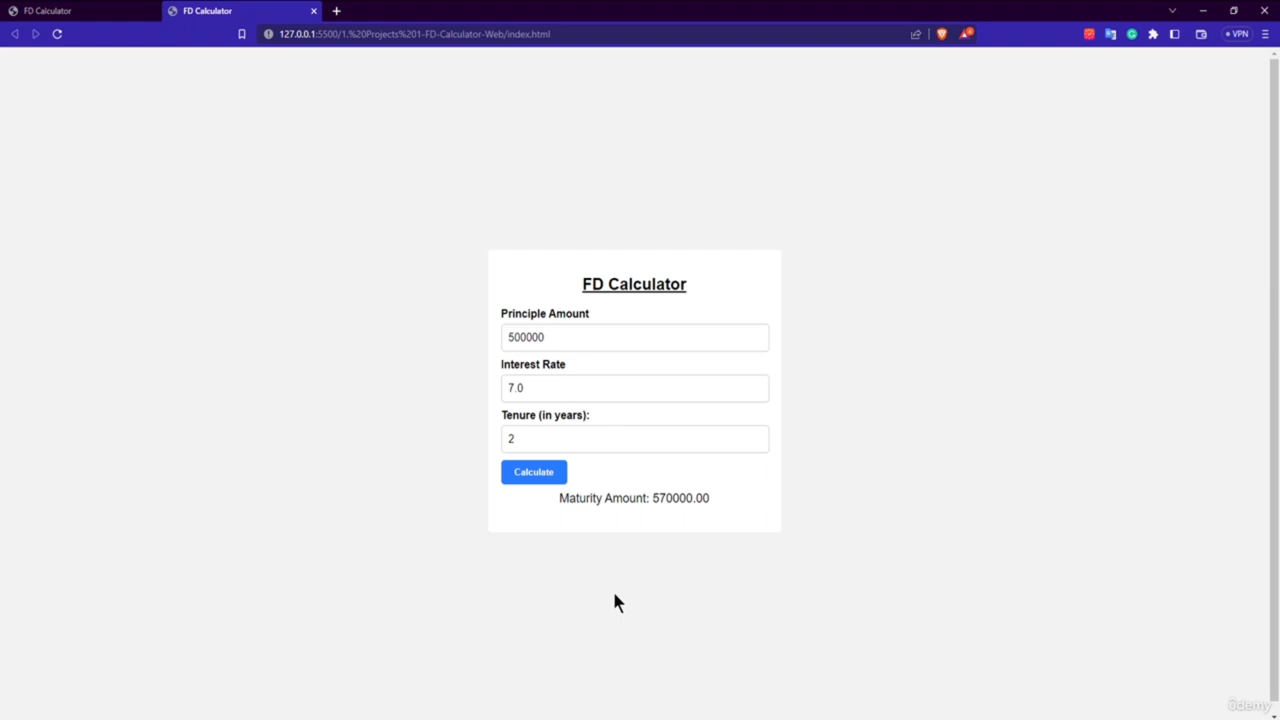 FD Calculator
FD Calculator
127.0.0.1:5500/1.%20Projects%201-FD-Calculator-Web/index.html
VPN
FD Calculator
Principle Amount
500000
Interest Rate
7.0
Tenure (in years):
2
Calculate
Maturity Amount: 570000.00
ûdemy